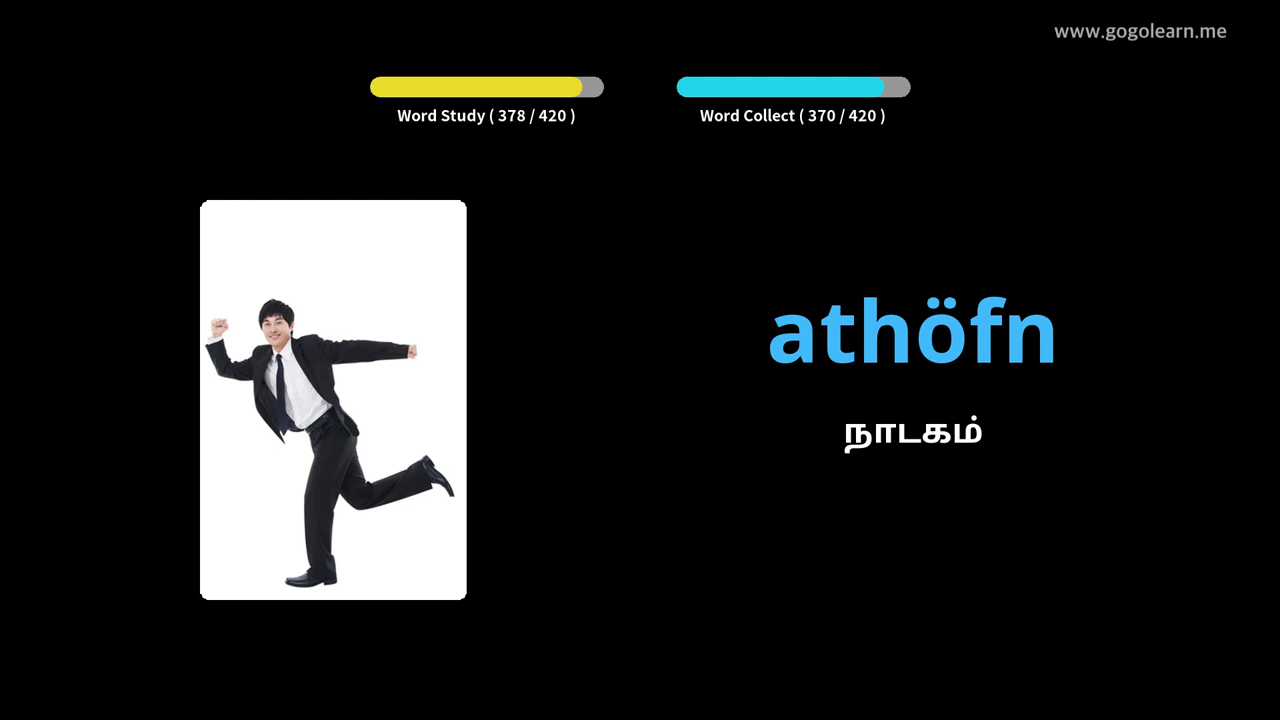 www.gogolearn.me
Word Study ( 378 / 420 )
Word Collect ( 370 / 420 )
athöfn
நாடகம்